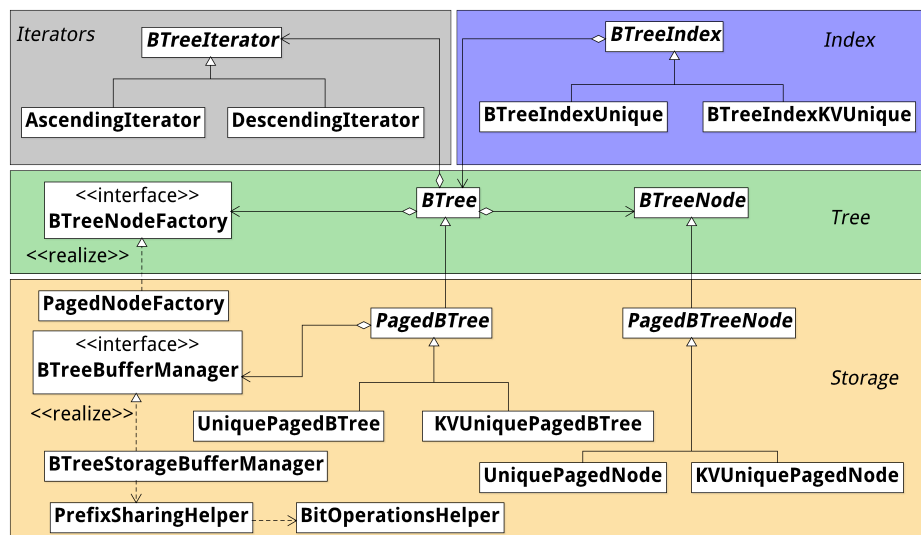 Iterators
BTreeIterator
AscendingIterator
DescendingIterator
BTreeIndex
Index
BTreeIndexUnique
BTreeIndexKVUnique
<<interface>>
BTreeNodeFactory
<<realize>>
BTree
BTreeNode
Tree
PagedNodeFactory
<<interface>>
BTreeBufferManager
<<realize>>
PagedBTree
PagedBTreeNode
Storage
UniquePagedBTree
KVUniquePagedBTree
BTreeStorageBufferManager
UniquePagedNode
KVUniquePagedNode
PrefixSharingHelper
BitOperationsHelper